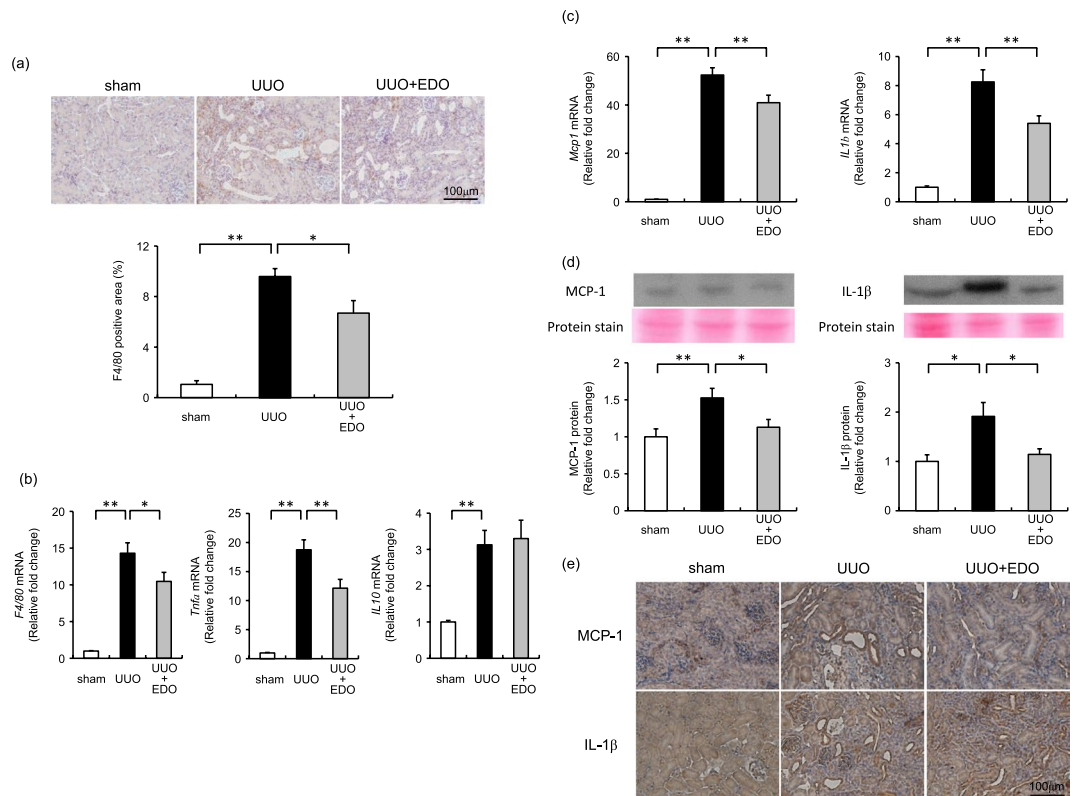 (a)
sham UUO UUO+EDO
100μm
F4/80 positive area (%)
12
8
4
0
** *
sham UUO UUO
+
EDO
(b)
F4/80 mRNA
(Relative fold change)
20
15
10
5
0
** *
sham UUO UUO
+
EDO
Tnfα mRNA
(Relative fold change)
25
20
15
10
5
0
** **
sham UUO UUO
+
EDO
IL10 mRNA
(Relative fold change)
4
3
2
1
0
**
sham UUO UUO
+
EDO
(c)
Mcp1 mRNA
(Relative fold change)
60
40
20
0
** **
sham UUO UUO
+
EDO
IL1b mRNA
(Relative fold change)
10
8
6
4
2
0
** **
sham UUO UUO
+
EDO
(d)
MCP-1
Protein stain
MCP-1 protein
(Relative fold change)
2
1.5
1
0.5
0
** *
sham UUO UUO
+
EDO
IL-1β
Protein stain
IL-1β protein
(Relative fold change)
3
2
1
0
* *
sham UUO UUO
+
EDO
(e)
sham UUO UUO+EDO
MCP-1
IL-1β
100μm